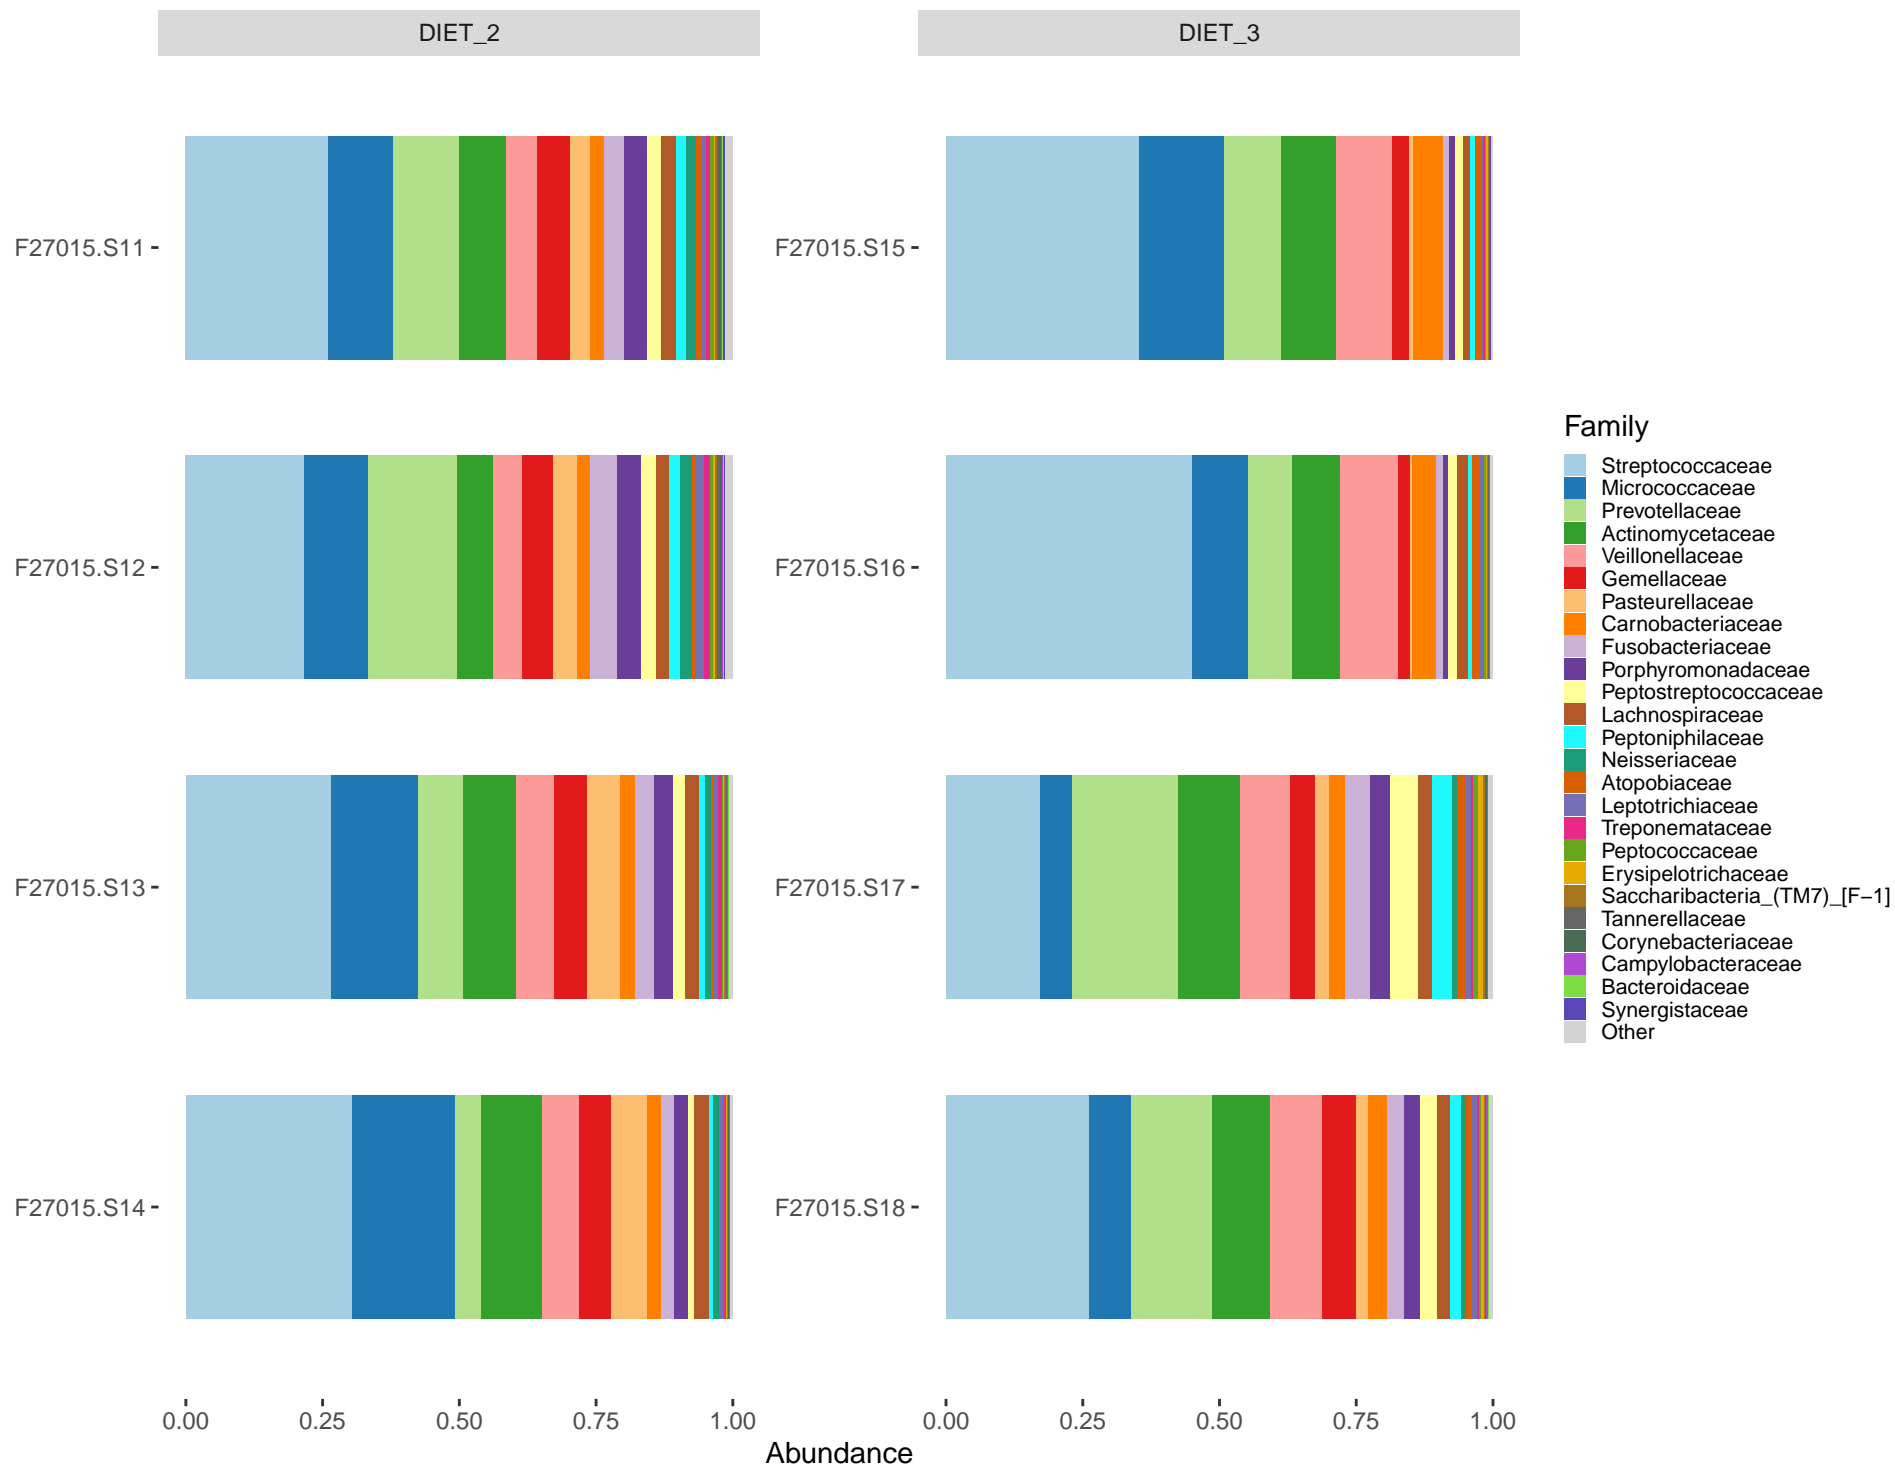 DIET_2
DIET_3
F27015.S11
F27015.S15
F27015.S12
F27015.S16
F27015.S13
F27015.S17
F27015.S14
F27015.S18
0.00 0.25 0.50 0.75 1.00
0.00 0.25 0.50 0.75 1.00
Abundance
Family
Streptococcaceae
Micrococcaceae
Prevotellaceae
Actinomycetaceae
Veillonellaceae
Gemellaceae
Pasteurellaceae
Carnobacteriaceae
Fusobacteriaceae
Porphyromonadaceae
Peptostreptococcaceae
Lachnospiraceae
Peptoniphilaceae
Neisseriaceae
Atopobiaceae
Leptotrichiaceae
Treponemataceae
Peptococcaceae
Erysipelotrichaceae
Saccharibacteria_(TM7)_[F−1]
Tannerellaceae
Corynebacteriaceae
Campylobacteraceae
Bacteroidaceae
Synergistaceae
Other